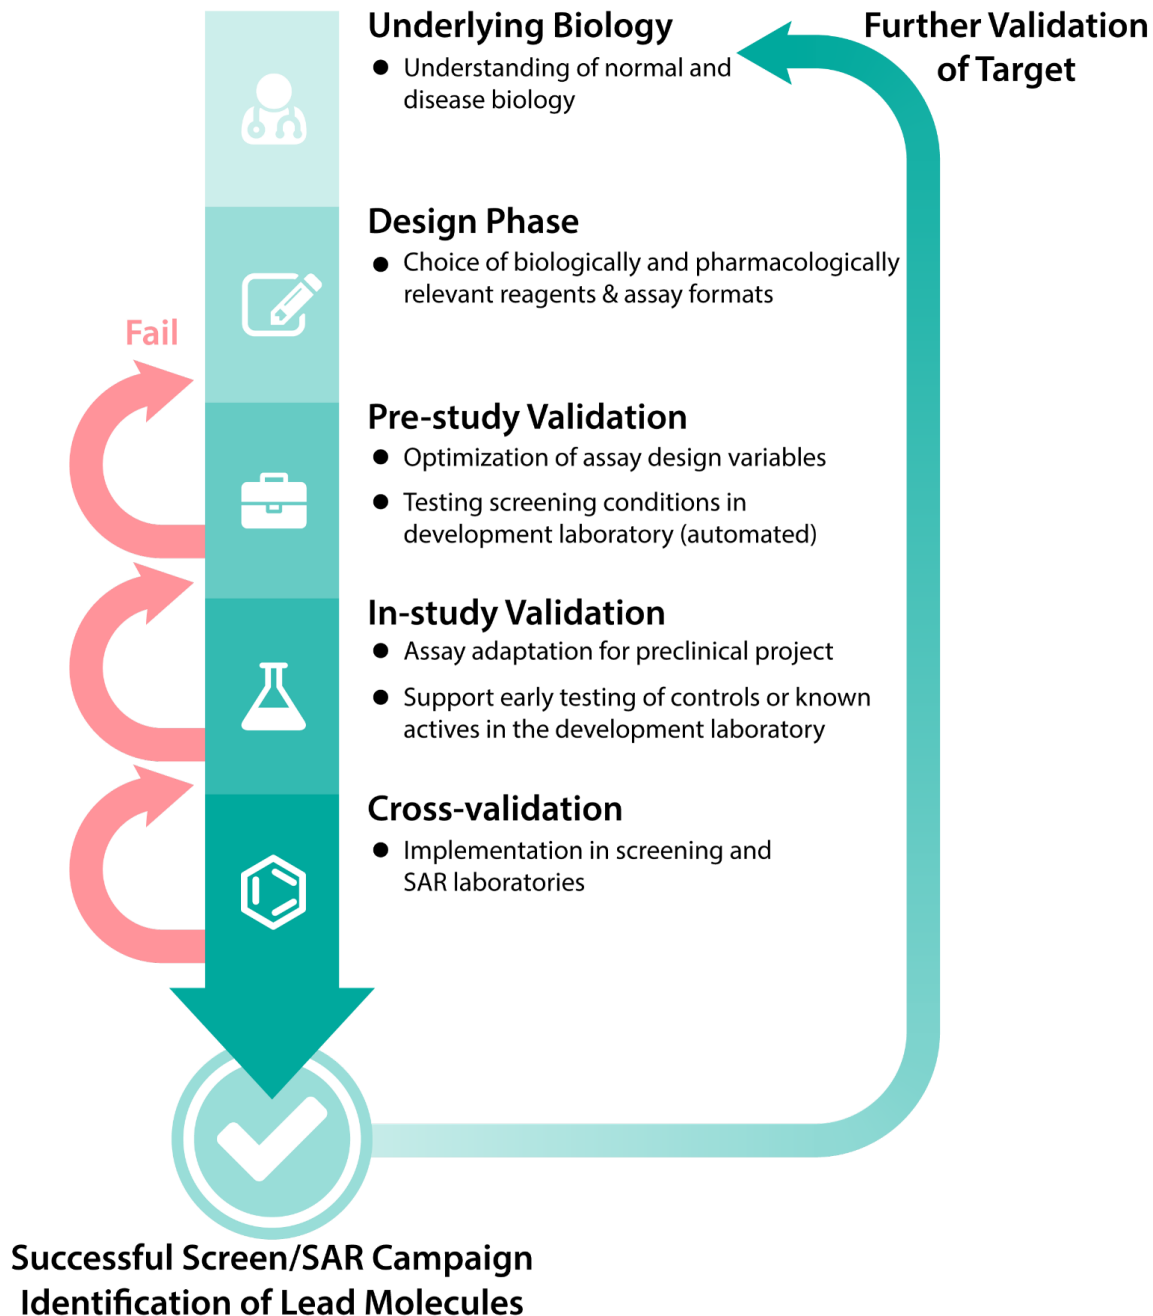 Underlying Biology
● Understanding of normal and
disease biology
Further Validation
of Target
Design Phase
● Choice of biologically and pharmacologically
relevant reagents & assay formats
Fail
Pre-study Validation
● Optimization of assay design variables
● Testing screening conditions in
development laboratory (automated)
In-study Validation
● Assay adaptation for preclinical project
● Support early testing of controls or known
actives in the development laboratory
Cross-validation
● Implementation in screening and
SAR laboratories
Successful Screen/SAR Campaign
Identification of Lead Molecules